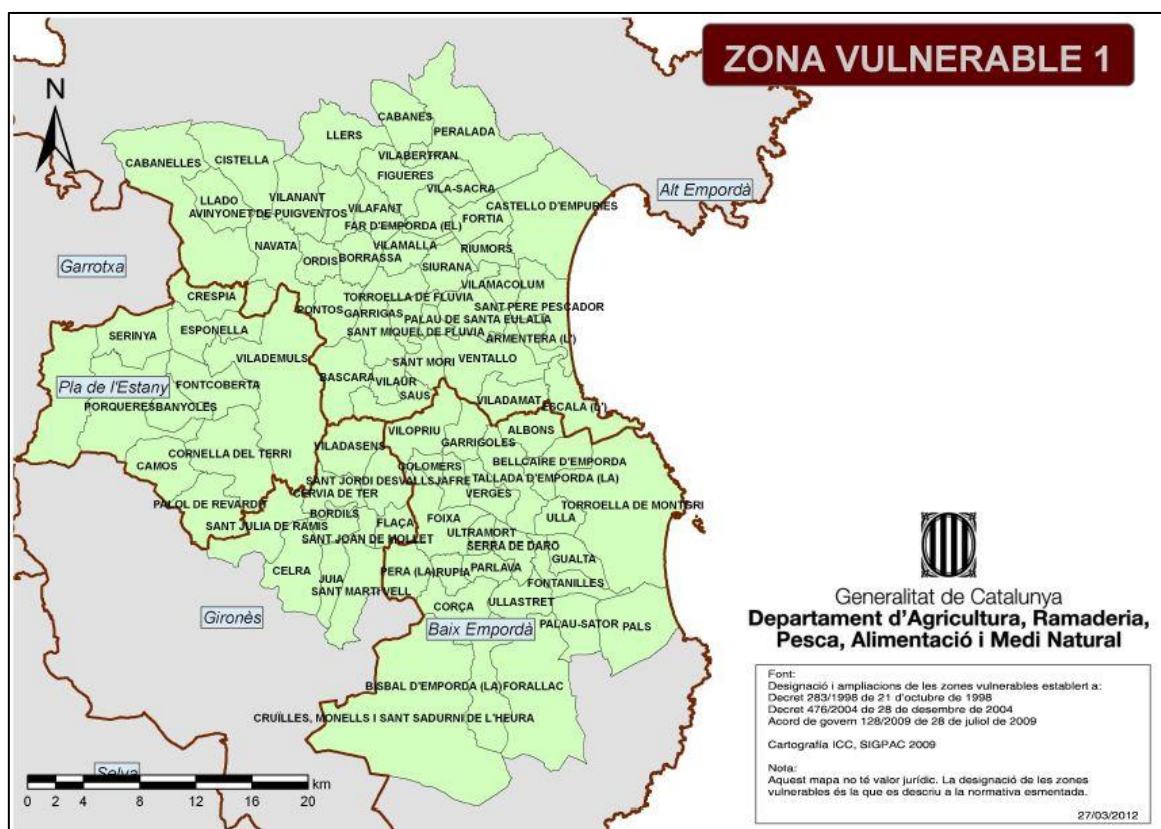 ZONA VULNERABLE 1
N
CABANES
LLERS
PERALADA
CABANELLES
CISTELLA
VILABERTRAN
FIGUERES
VILA-SACRA
Alt Empordà
LLADO
VILANANT
AVINYONET DE PUIGVENTOS
VILAFANT
CASTELLO D'EMPURIES
FORTIA
FAR D'EMPORDA (EL)
NAVATA
VILAMALLA
RIUMORS
ORDIS
BORRASSA
SIURANA
Garrotxa
VILAMACOLUM
CRESPIA
TORROELLA DE FLUVIA
PONTOS
GARRIGAS
SANT PERE PESCADOR
PALAU DE SANTA EULALIA
SERINYA
ESPONELLA
SANT MIQUEL DE FLUVIA
ARMENTERA (L')
VILADEMULS
SANT MORI
VENTALLO
Pla de l'Estany
FONTCOBERTA
BASCARA
VILAÜR
SAUS
PORQUERES
BANYOLES
VILADAMAT
ESCALA (L')
VILOPRIU
ALBONS
VILADASENS
GARRIGOLES
CORNELLA DEL TERRI
CAMOS
COLOMERS
BELLCAIRE D'EMPORDA
SANT JORDI DESVALLS
JAFRE
TALLADA D'EMPORDA (LA)
CERVIA DE TER
VERGES
PALOL DE REVARDIT
BORDILS
TORROELLA DE MONTGRI
SANT JULIA DE RAMIS
FLAÇA
FOIXA
ULLA
SANT JOAN DE MOLLET
ULTRAMORT
SERRA DE DARO
GUALTA
CELRA
JUIA
PERA (LA)
RUPIA
PARLAVA
FONTANILLES
SANT MARTI VELL
CORÇA
ULLASTRET
Gironès
Baix Empordà
PALAU-SATOR
PALS
BISBAL D'EMPORDA (LA)
FORALLAC
CRUÏLLES, MONELLS I SANT SADURNI DE L'HEURA
Selva
km
0 2 4 8 12 16 20
Generalitat de Catalunya
Departament d'Agricultura, Ramaderia,
Pesca, Alimentació i Medi Natural
Font:
Designació i ampliacions de les zones vulnerables establert a:
Decret 283/1998 de 21 d'octubre de 1998
Decret 476/2004 de 28 de desembre de 2004
Acord de govern 128/2009 de 28 de juliol de 2009
Cartografía ICC, SIGPAC 2009
Nota:
Aquest mapa no té valor jurídic. La designació de les zones
vulnerables és la que es descriu a la normativa esmentada.
27/03/2012